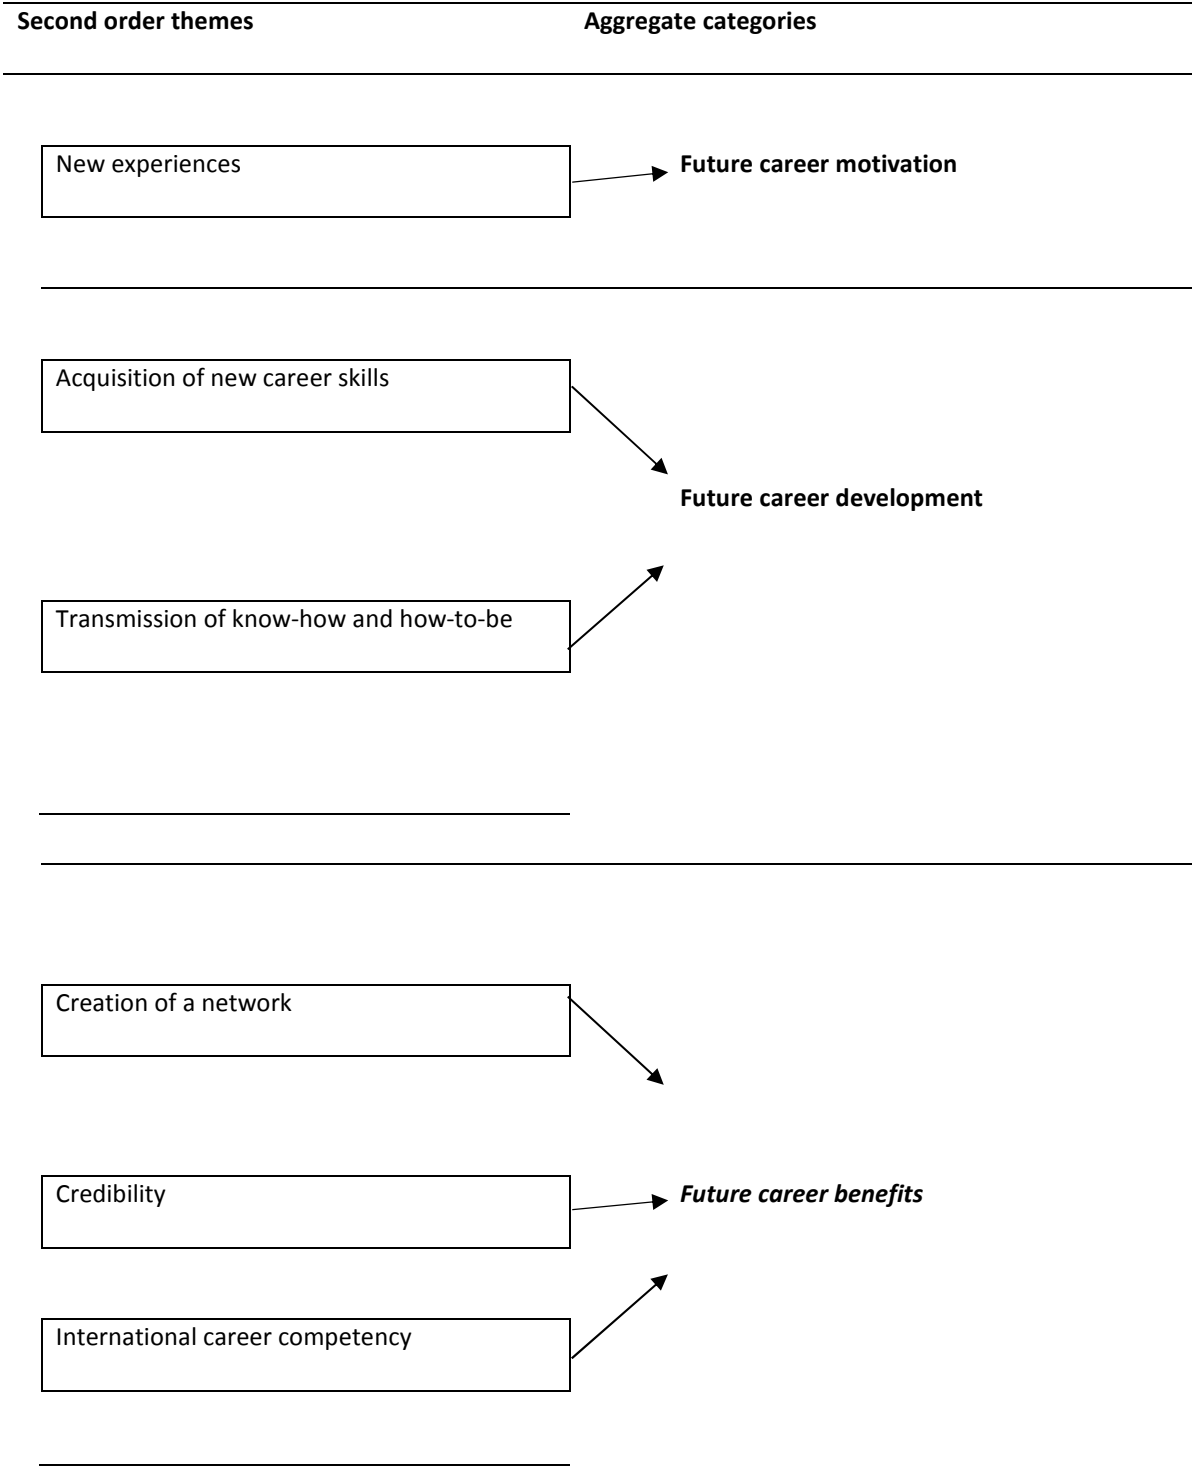 Second order themes
Aggregate categories
New experiences
Future career motivation
Acquisition of new career skills
Future career development
Transmission of know-how and how-to-be
Creation of a network
Credibility
Future career benefits
International career competency